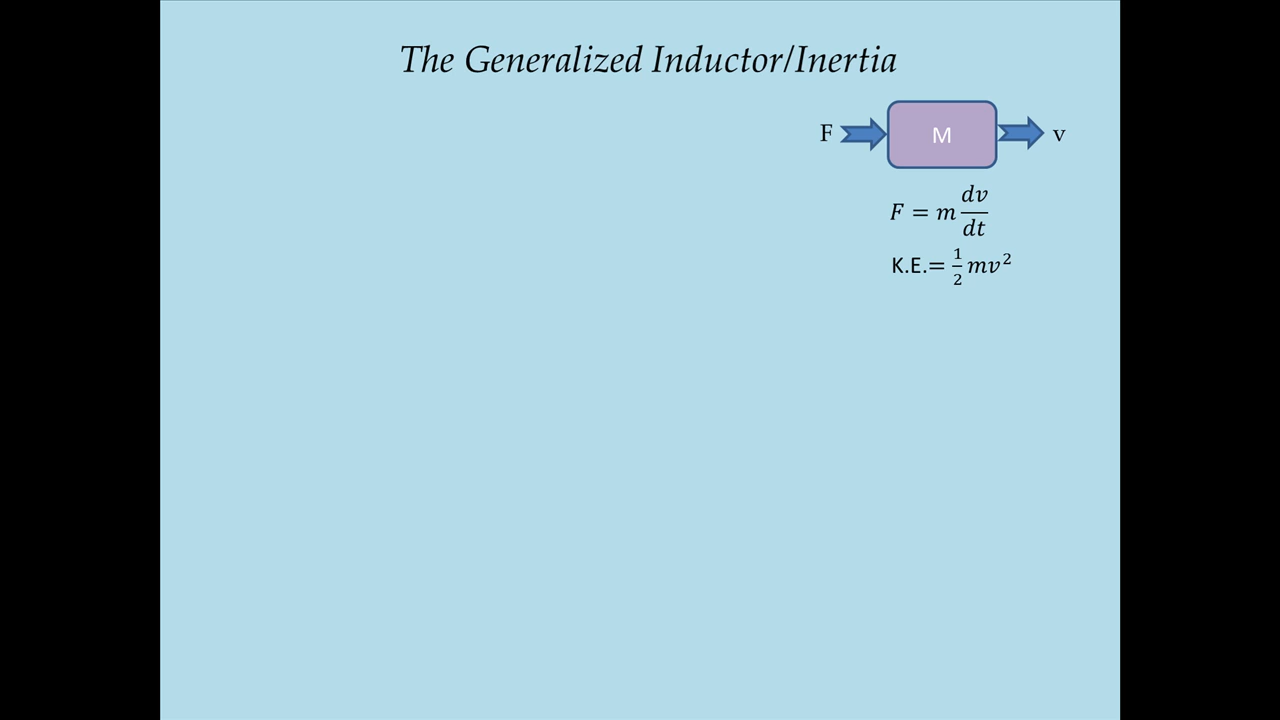 The Generalized Inductor/Inertia
F M v
F = m dv/dt
K.E.= 1/2 mv²